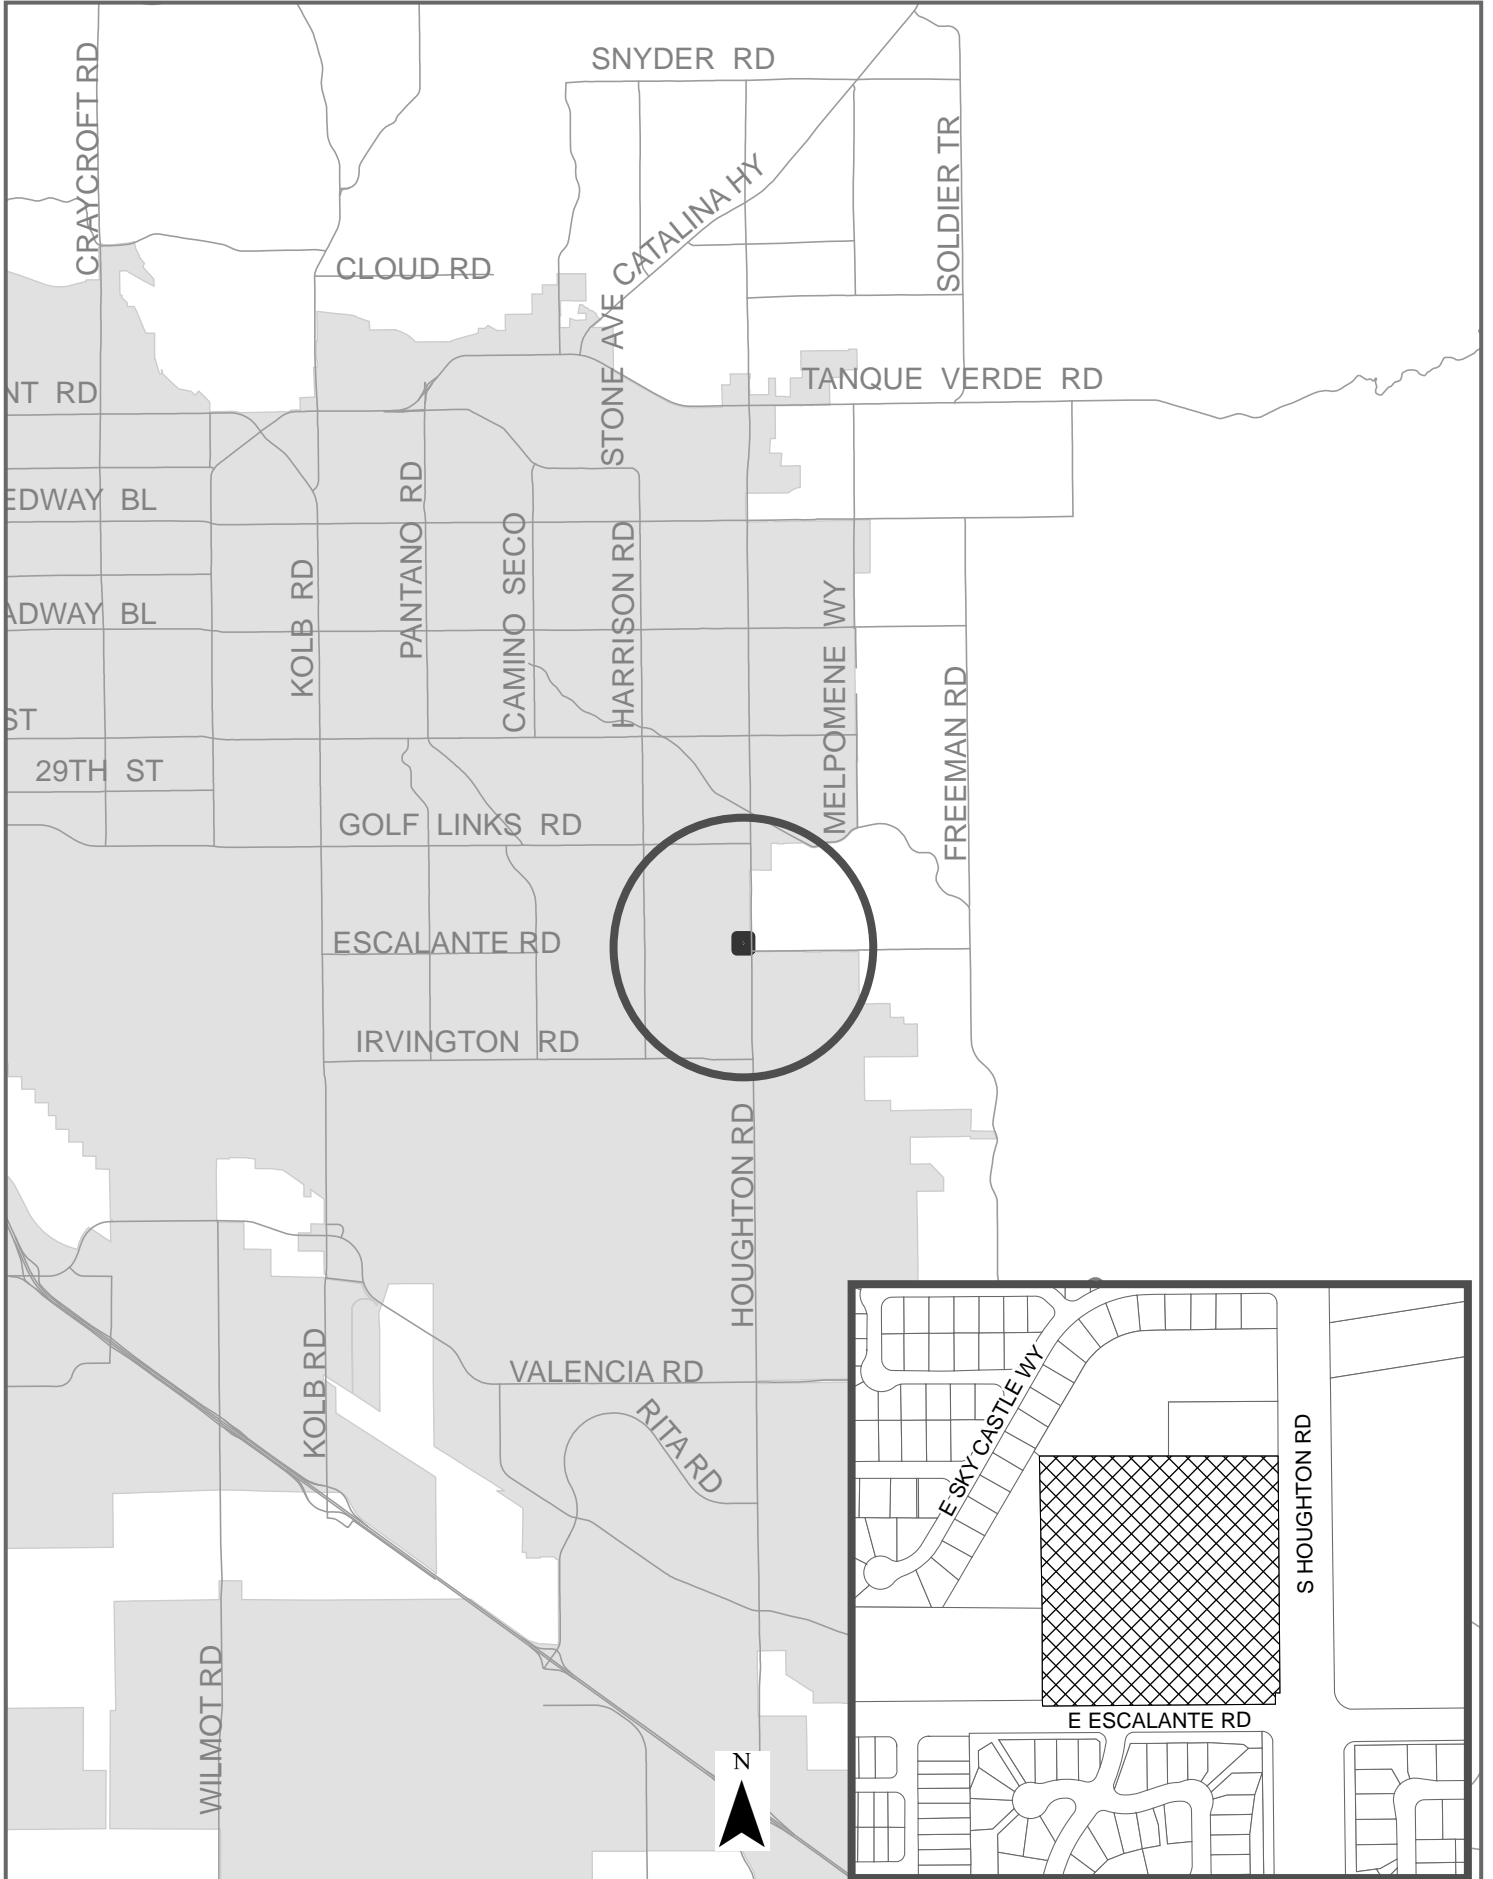 SNYDER RD
CRAYCROFT RD
SOLDIER TR
CATALINA HY
CLOUD RD
STONE AVE
NT RD
TANQUE VERDE RD
EDWAY BL
PANTANO RD
CAMINO SECO
HARRISON RD
KOLB RD
ADWAY BL
MELPOMENE WY
FREEMAN RD
ST
29TH ST
GOLF LINKS RD
ESCALANTE RD
IRVINGTON RD
HOUGHTON RD
KOLB RD
VALENCIA RD
RITA RD
WILMOT RD
N
E SKY CASTLE WY
S HOUGHTON RD
E ESCALANTE RD